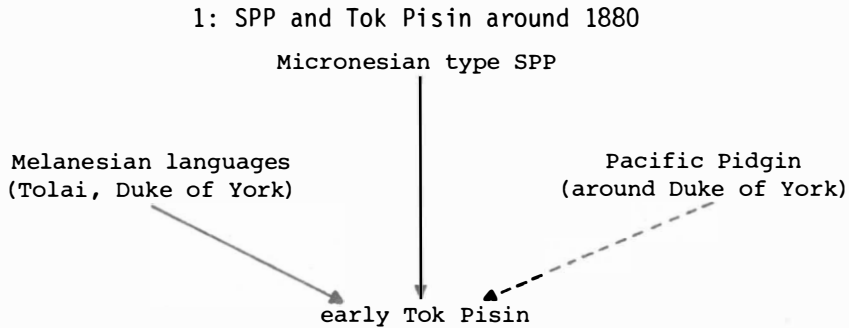 1: SPP and Tok Pisin around 1880
Micronesian type SPP
Melanesian languages
(Tolai, Duke of York)
Pacific Pidgin
(around Duke of York)
early Tok Pisin